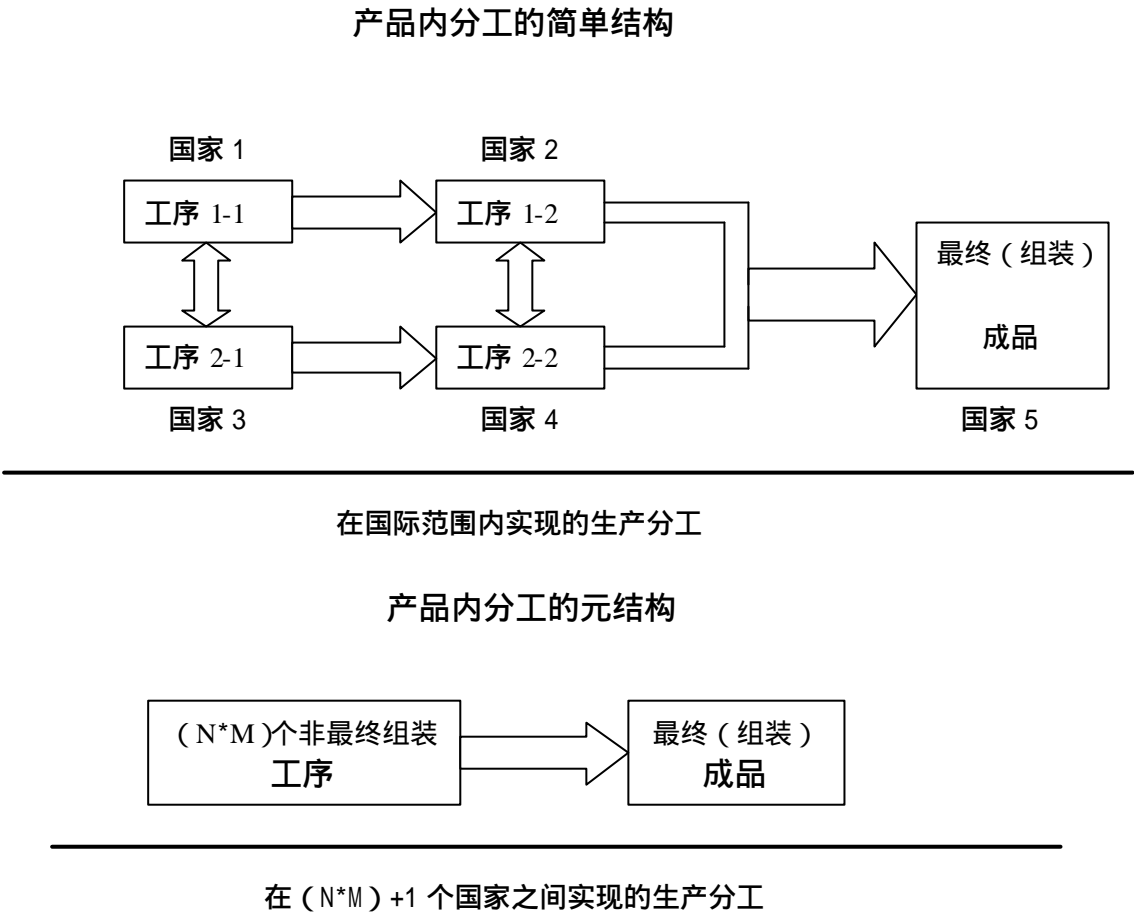 产品内分工的简单结构
国家 1
国家 2
工序 1-1
工序 1-2
最终（组装）
成品
工序 2-1
工序 2-2
国家 3
国家 4
国家 5
在国际范围内实现的生产分工
产品内分工的元结构
（N*M）个非最终组装
工序
最终（组装）
成品
在（N*M）+1 个国家之间实现的生产分工